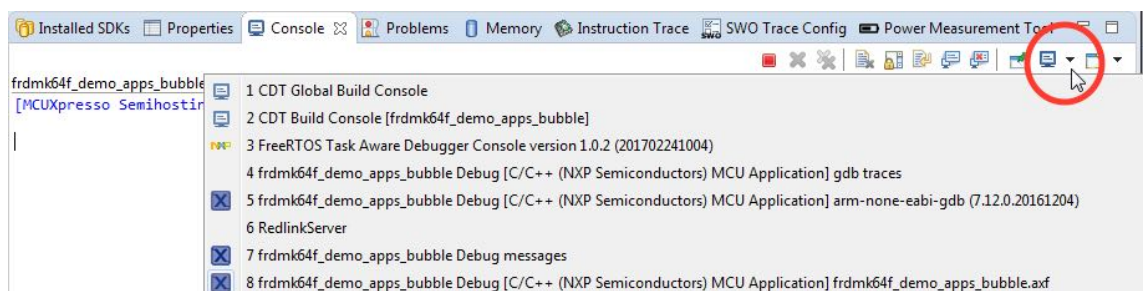 Installed SDKs Properties Console Problems Memory Instruction Trace SWO SWO Trace Config Power Measurement Tool
frdmk64f_demo_apps_bubble
[MCUXpresso Semihostin
1 CDT Global Build Console
2 CDT Build Console [frdmk64f_demo_apps_bubble]
NXP 3 FreeRTOS Task Aware Debugger Console version 1.0.2 (201702241004)
4 frdmk64f_demo_apps_bubble Debug [C/C++ (NXP Semiconductors) MCU Application] gdb traces
5 frdmk64f_demo_apps_bubble Debug [C/C++ (NXP Semiconductors) MCU Application] arm-none-eabi-gdb (7.12.0.20161204)
6 RedlinkServer
7 frdmk64f_demo_apps_bubble Debug messages
8 frdmk64f_demo_apps_bubble Debug [C/C++ (NXP Semiconductors) MCU Application] frdmk64f_demo_apps_bubble.axf